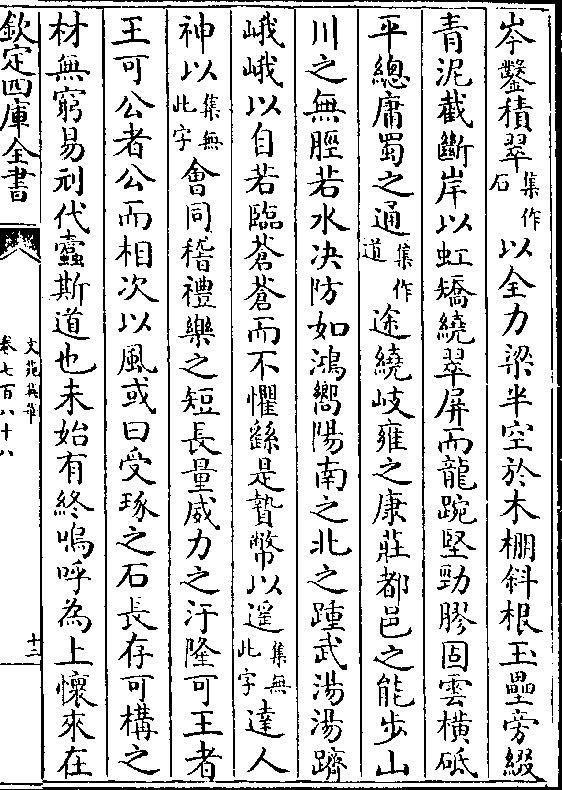 岑鑿積翠集作石以全力梁半空於木棚斜根玉壘旁綴
青泥截斷岸以虹矯繞翠屏而龍蜿堅勁膠固雲橫砥
平總庸蜀之通集作道途繞岐雍之康莊都邑之能步山
川之無脛若水决防如鴻嚮陽南之北之踵武湯湯躋
峨峨以自若臨蒼蒼而不懼繇是贄幣以遥集無此字達人
神以集無此字會同稽禮樂之短長量威力之汙隆可王者
王可公者公而相次以風或曰受琢之石長存可構之
材無窮易刓代蠹斯道也未始有終嗚呼為上懷來在
欽定四庫全書
文苑英華
卷七百八十八
十二